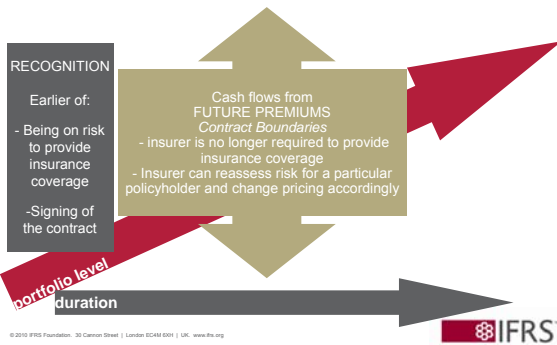 RECOGNITION
Earlier of:
- Being on risk
to provide
insurance
coverage
-Signing of
the contract
Cash flows from
FUTURE PREMIUMS
Contract Boundaries
- insurer is no longer required to provide
insurance coverage
- Insurer can reassess risk for a particular
policyholder and change pricing accordingly
portfolio level
duration
© 2010 IFRS Foundation. 30 Cannon Street | London EC4M 6XH | UK. www.ifrs.org
IFRS